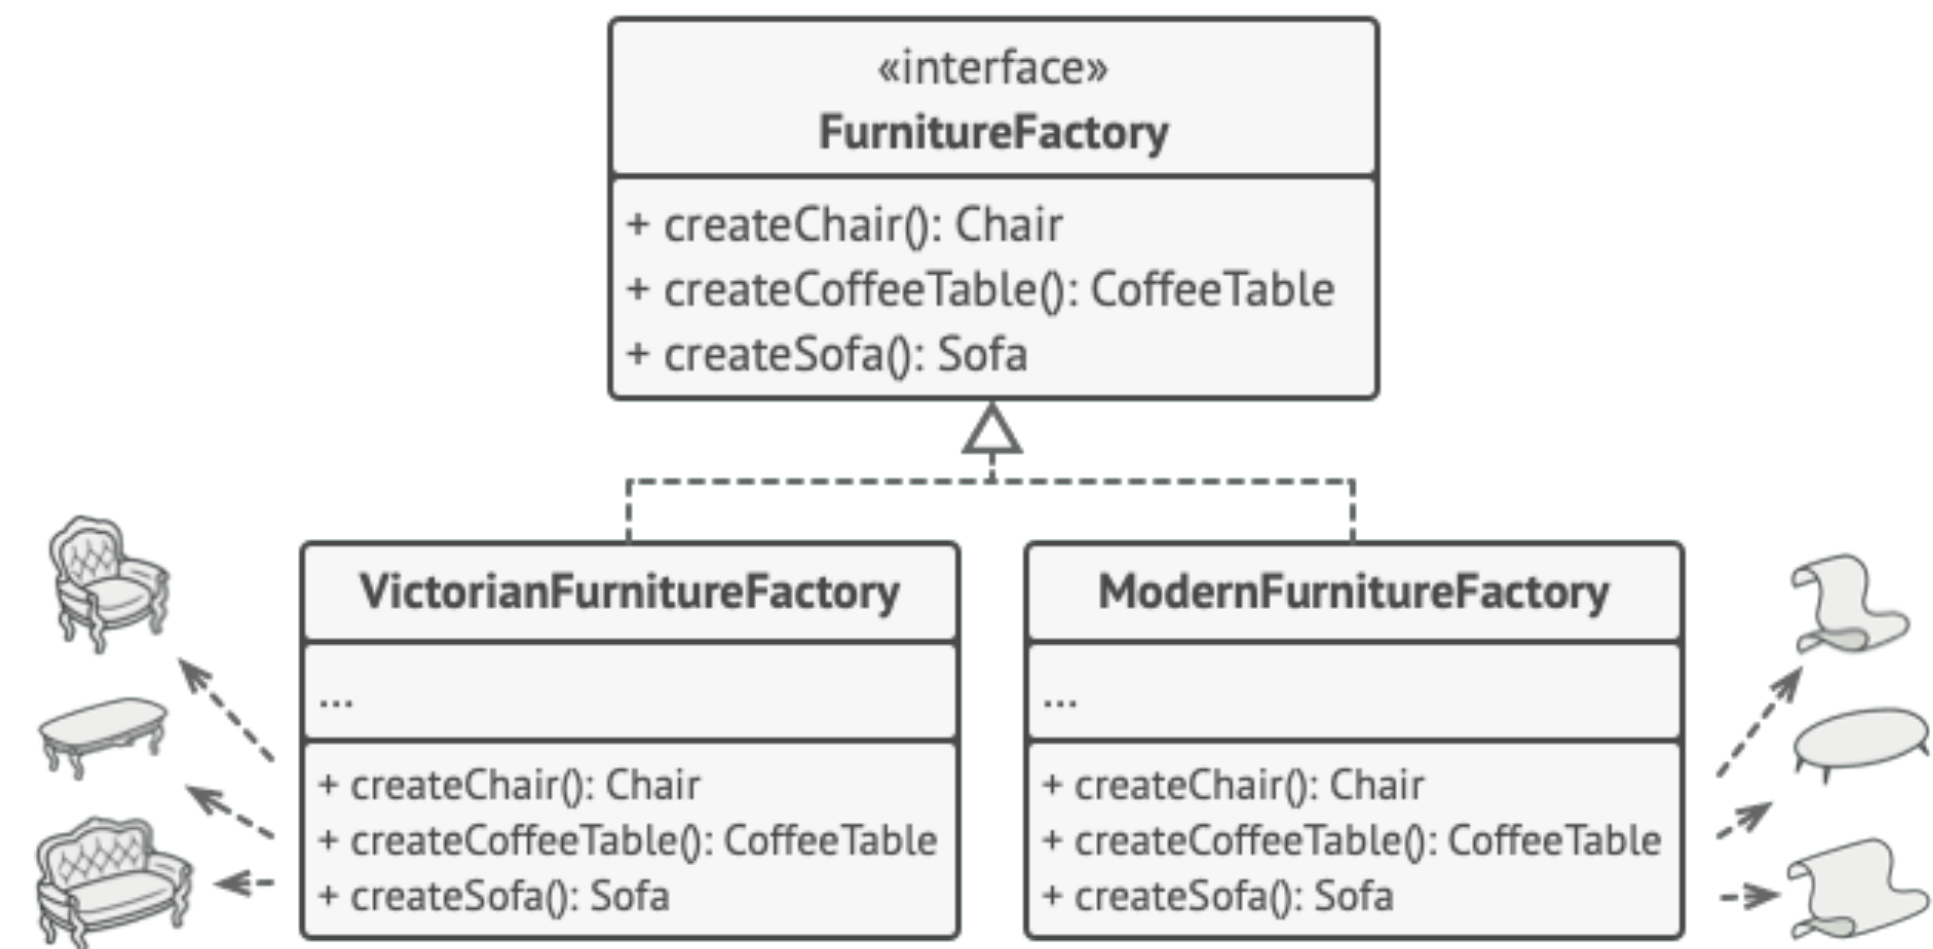 «interface»
FurnitureFactory
+ createChair(): Chair
+ createCoffeeTable(): CoffeeTable
+ createSofa(): Sofa
VictorianFurnitureFactory
...
+ createChair(): Chair
+ createCoffeeTable(): CoffeeTable
+ createSofa(): Sofa
ModernFurnitureFactory
...
+ createChair(): Chair
+ createCoffeeTable(): CoffeeTable
+ createSofa(): Sofa